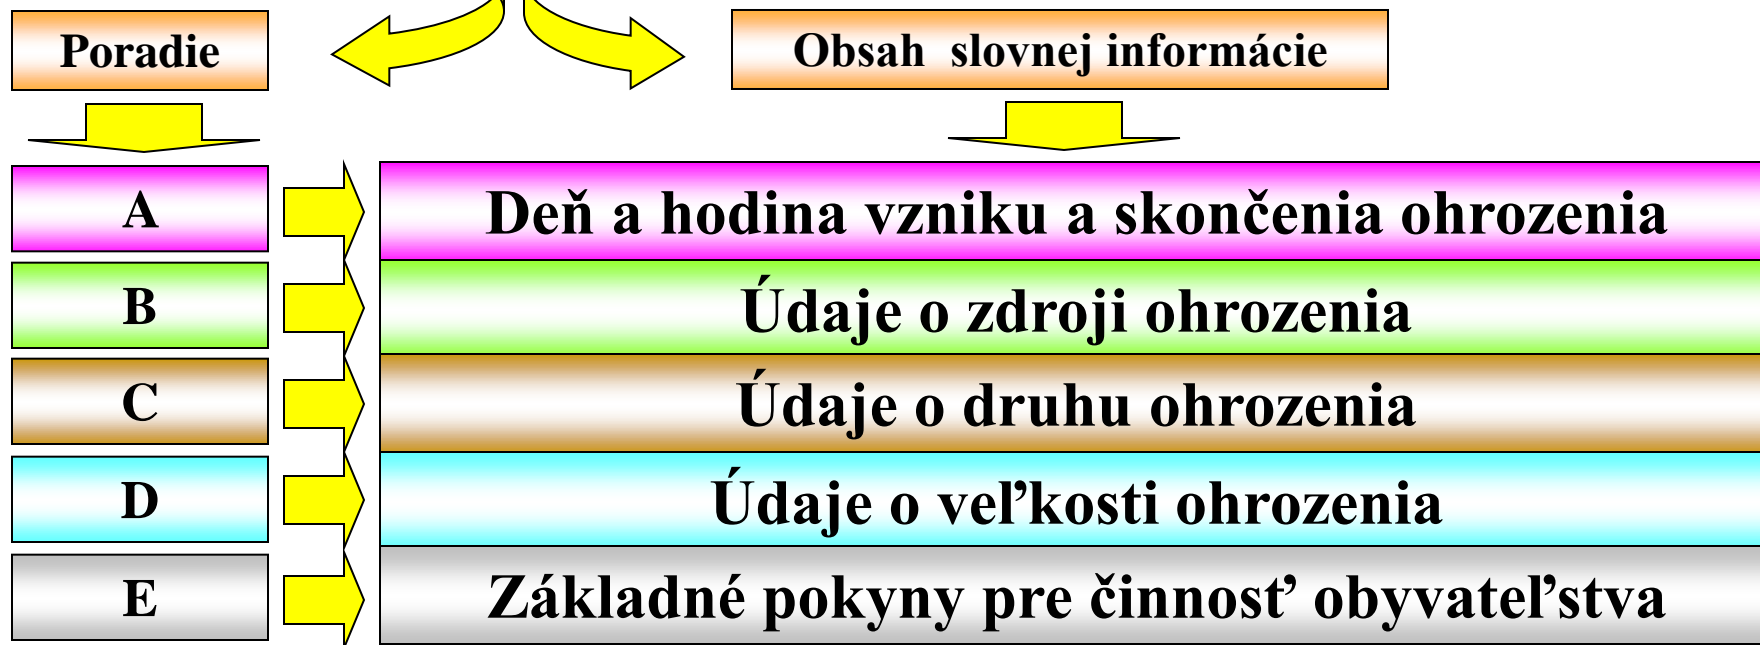 Poradie
Obsah slovnej informácie
A
Deň a hodina vzniku a skončenia ohrozenia
B
Údaje o zdroji ohrozenia
C
Údaje o druhu ohrozenia
D
Údaje o veľkosti ohrozenia
E
Základné pokyny pre činnosť obyvateľstva